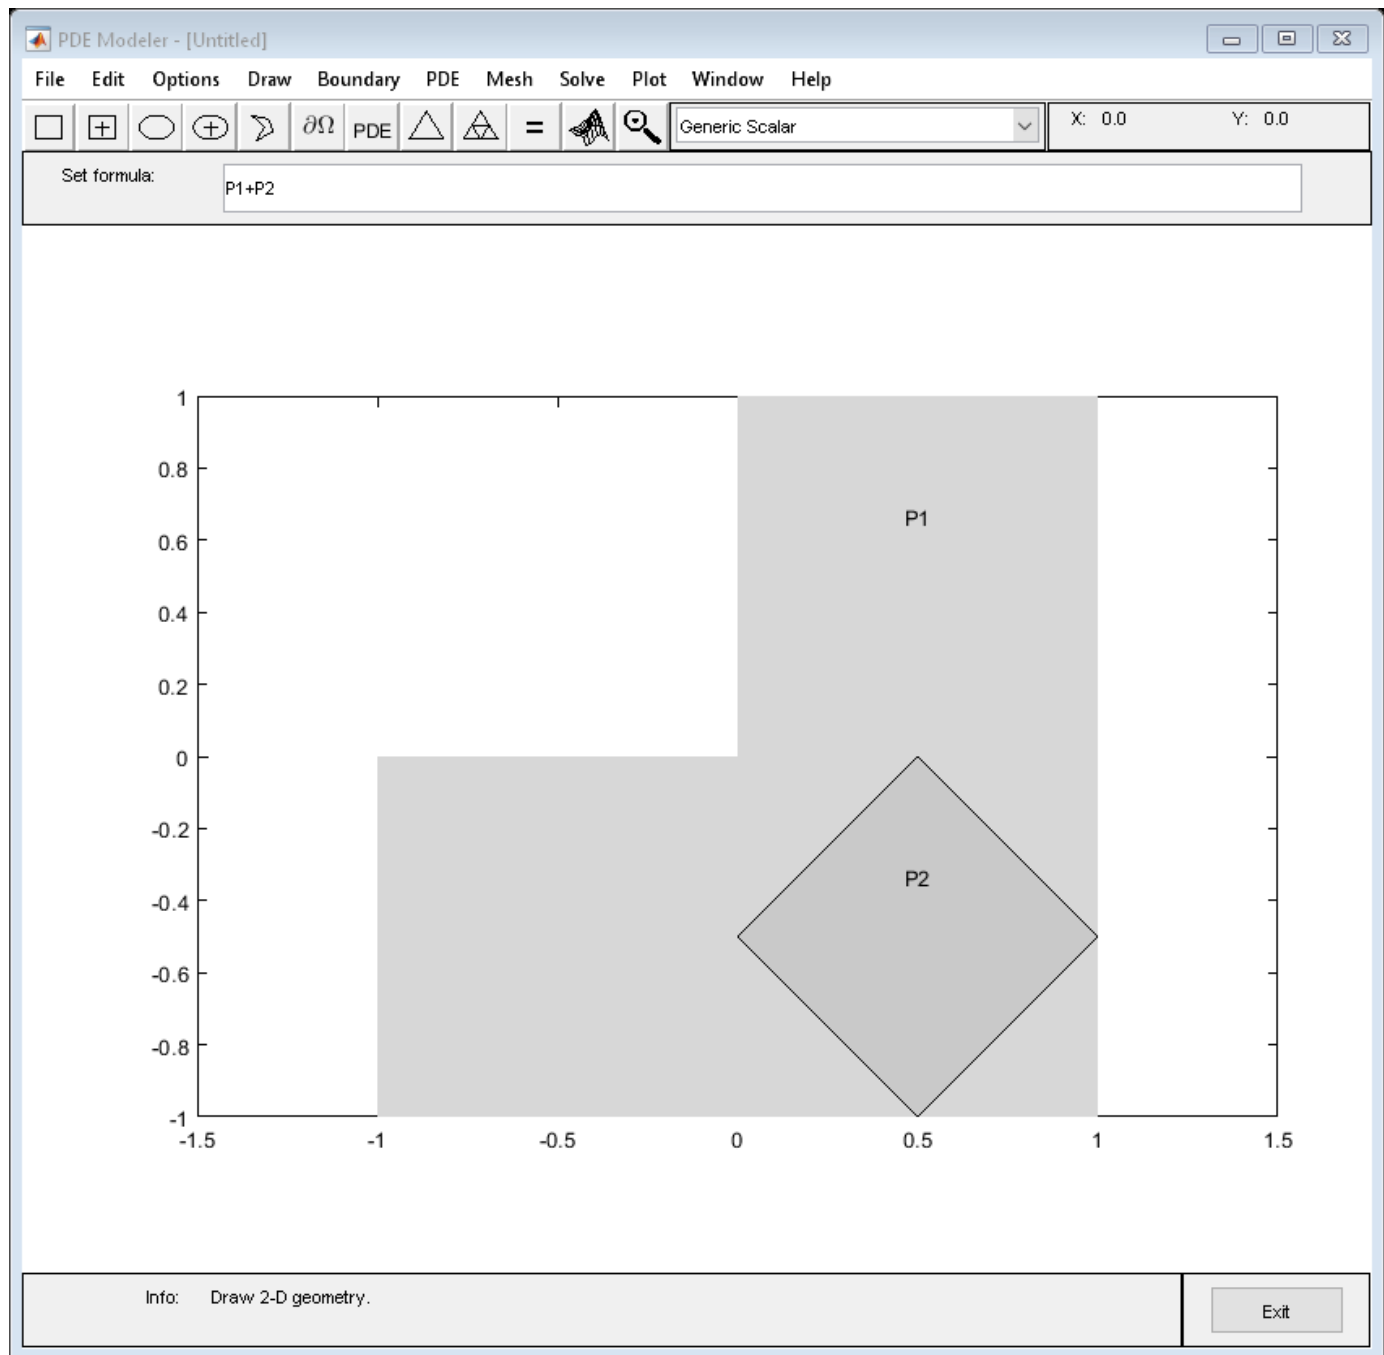 PDE Modeler - [Untitled]
File Edit Options Draw Boundary PDE Mesh Solve Plot Window Help
∂Ω PDE = Generic Scalar X: 0.0 Y: 0.0
Set formula: P1+P2
1
0.8
P1
0.6
0.4
0.2
0
-0.2
P2
-0.4
-0.6
-0.8
-1
-1.5 -1 -0.5 0 0.5 1 1.5
Info: Draw 2-D geometry. Exit